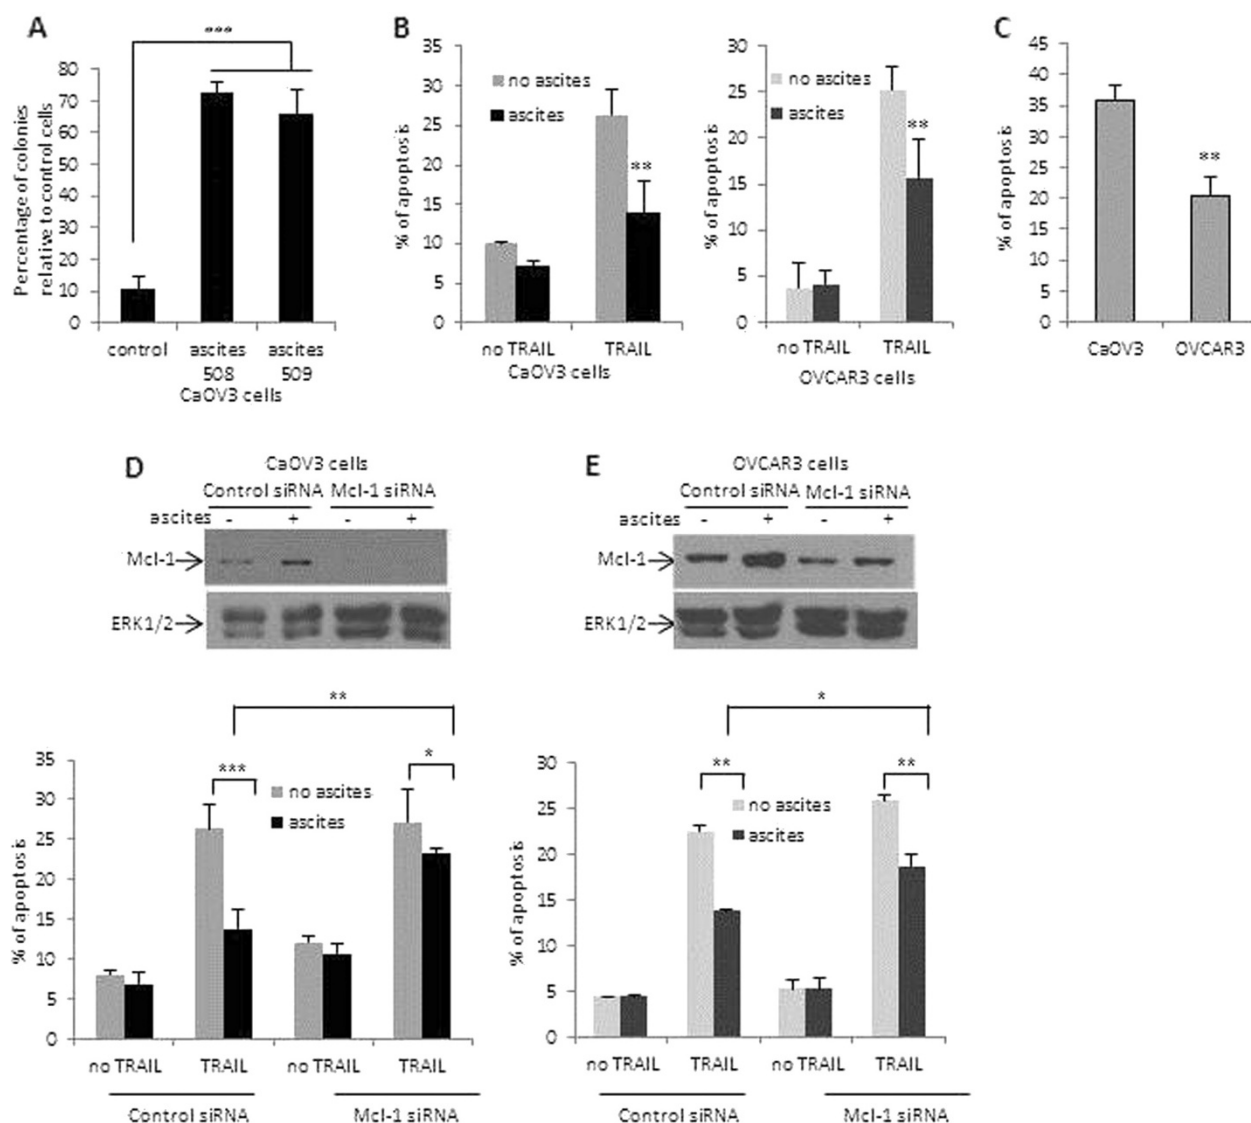 A
***
80
70
60
50
40
30
20
10
0
Percentage of colonies
relative to control cells
control
ascites
508
ascites
509
CaOV3 cells
B
35
30
25
20
15
10
5
0
% of apoptosis
no ascites
ascites
**
no TRAIL
TRAIL
CaOV3 cells
30
25
20
15
10
5
0
% of apoptosis
no ascites
ascites
**
no TRAIL
TRAIL
OVCAR3 cells
C
45
40
35
30
25
20
15
10
5
0
% of apoptosis
**
CaOV3
OVCAR3
D
CaOV3 cells
Control siRNA Mcl-1 siRNA
ascites - + - +
Mcl-1
ERK1/2
**
***
*
35
30
25
20
15
10
5
0
% of apoptosis
no ascites
ascites
no TRAIL TRAIL no TRAIL TRAIL
Control siRNA Mcl-1 siRNA
E
OVCAR3 cells
Control siRNA Mcl-1 siRNA
ascites - + - +
Mcl-1
ERK1/2
*
**
**
30
25
20
15
10
5
0
% of apoptosis
no ascites
ascites
no TRAIL TRAIL no TRAIL TRAIL
Control siRNA Mcl-1 siRNA